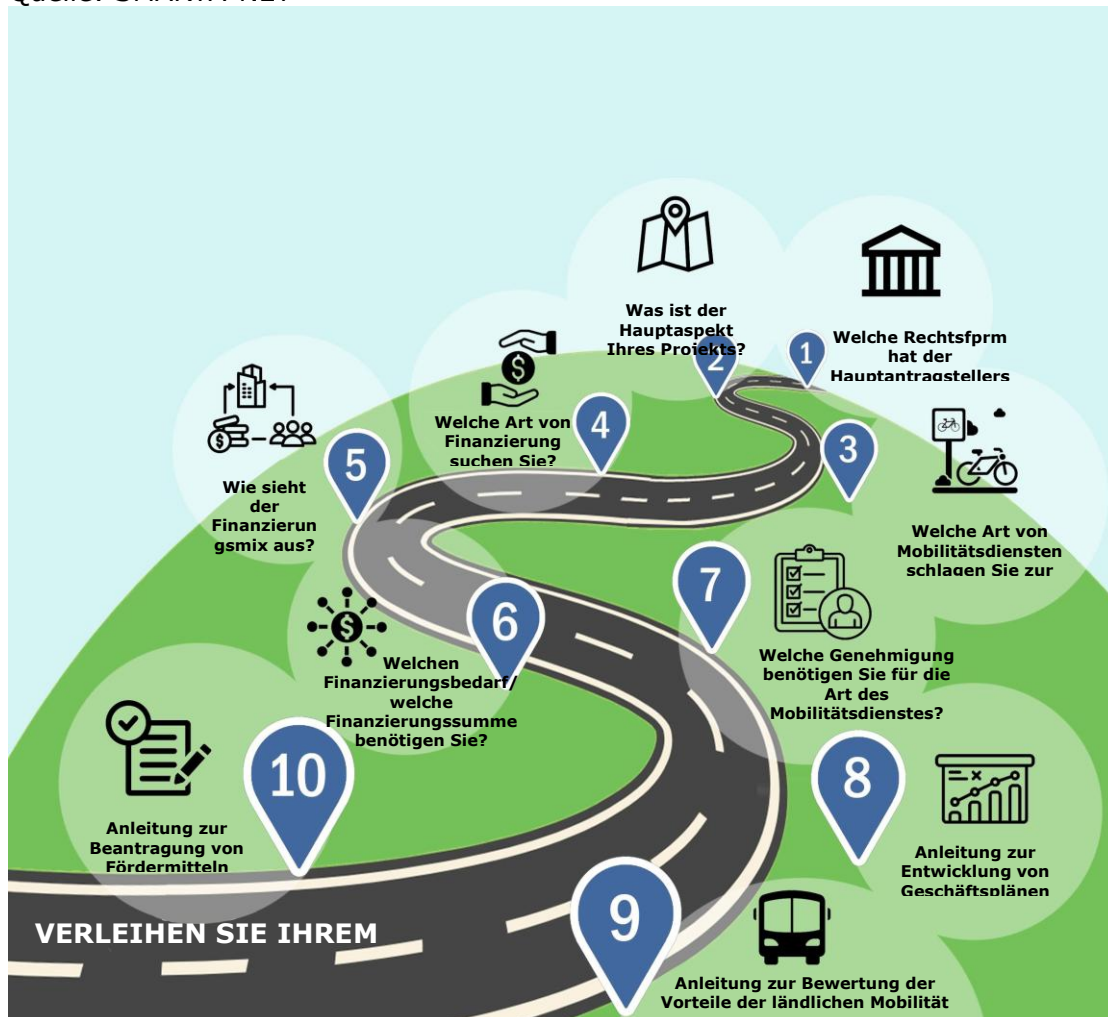 Was ist der
Hauptaspekt
Ihres Projekts?
2
1
Welche Rechtsfprm
hat der
Hauptantragstellers
Welche Art von
Finanzierung
suchen Sie?
4
3
5
Wie sieht
der
Finanzierun
gsmix aus?
Welche Art von
Mobilitätsdiensten
schlagen Sie zur
7
6
Welchen
Finanzierungsbedarf/
welche
Finanzierungssumme
benötigen Sie?
Welche Genehmigung
benötigen Sie für die
Art des
Mobilitätsdienstes?
10
8
Anleitung zur
Beantragung von
Fördermitteln
Anleitung zur
Entwicklung von
Geschäftsplänen
9
VERLEIHEN SIE IHREM
Anleitung zur Bewertung der
Vorteile der ländlichen Mobilität